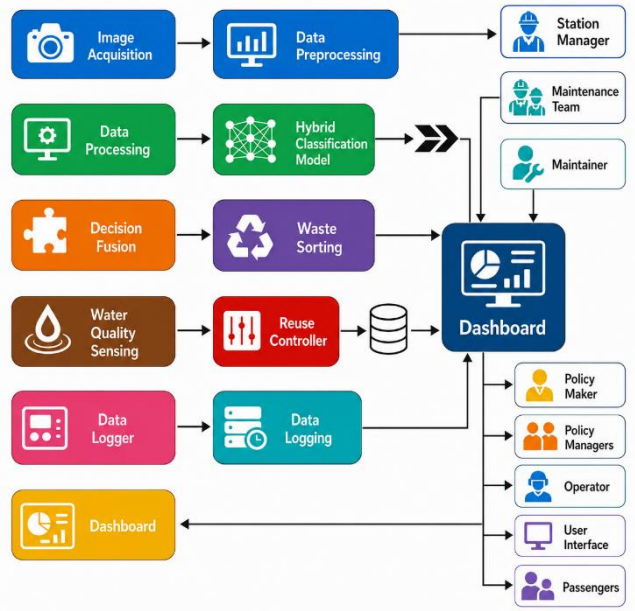 Image
Acquisition
Data
Preprocessing
Station
Manager
Maintenance
Team
Data
Processing
Hybrid
Classification
Model
Maintainer
Decision
Fusion
Waste
Sorting
Dashboard
Water
Quality
Sensing
Reuse
Controller
Policy
Maker
Data
Logger
Data
Logging
Policy
Managers
Operator
Dashboard
User
Interface
Passengers